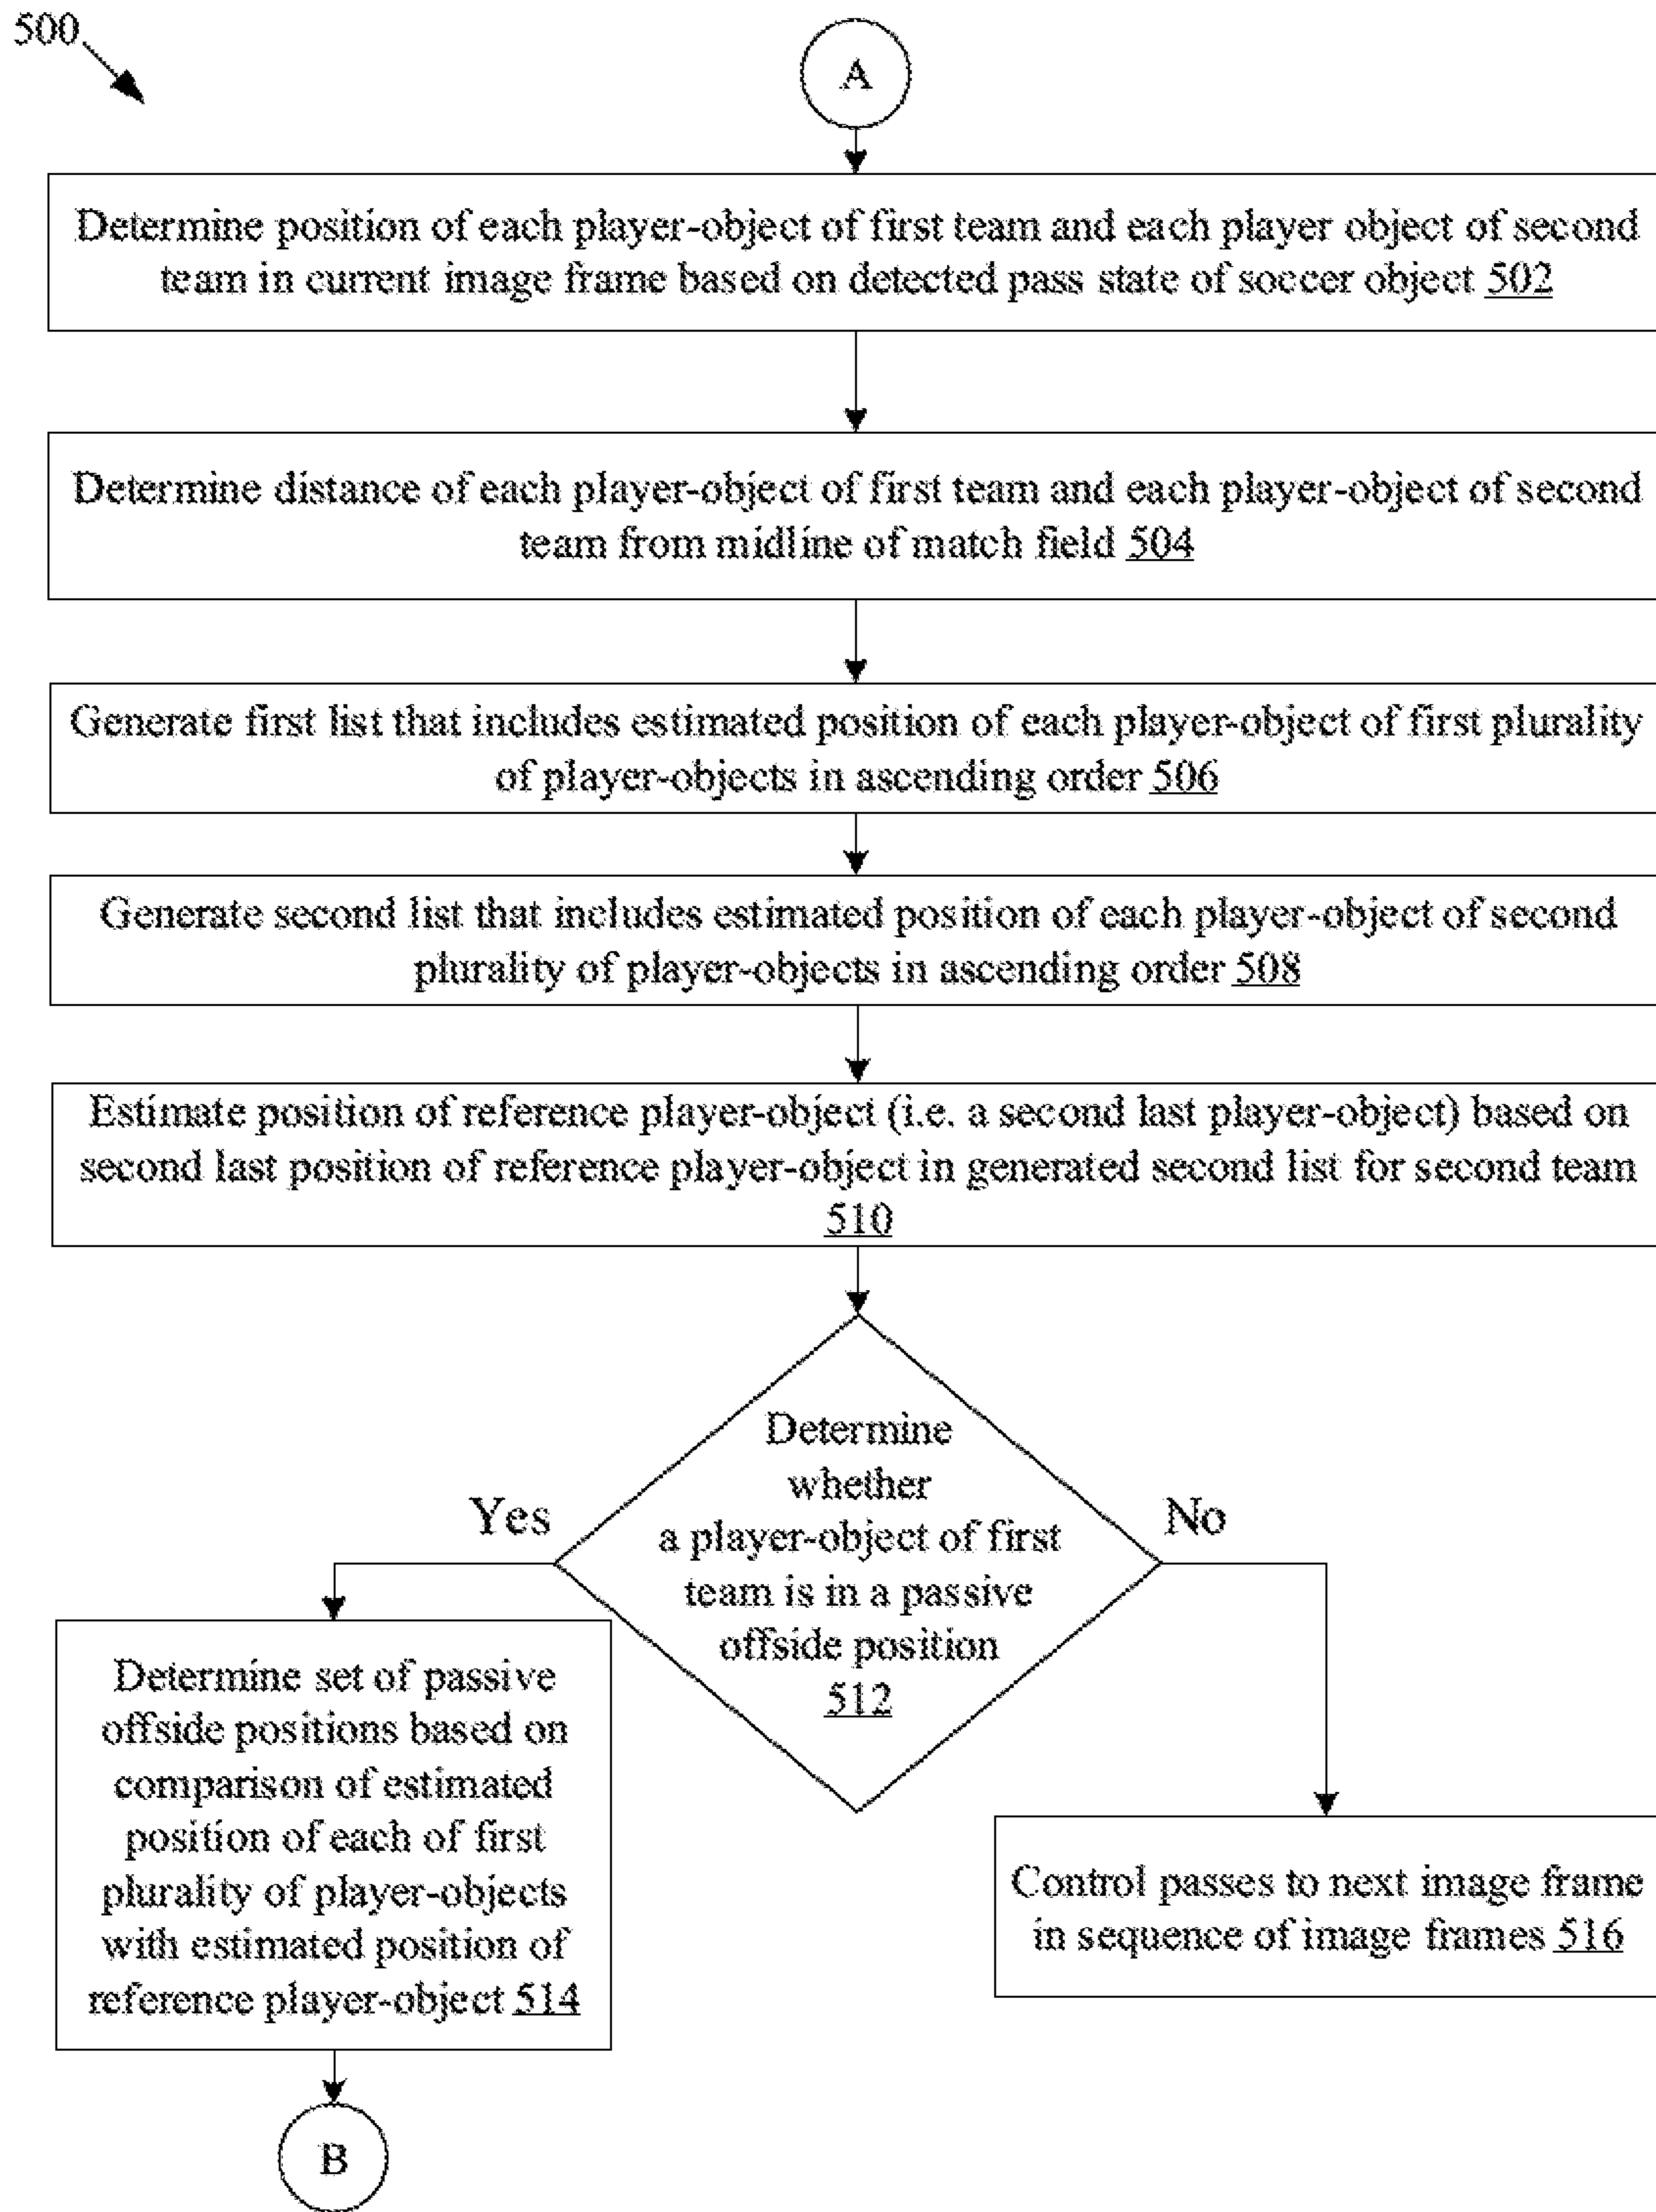 500
A
Determine position of each player-object of first team and each player object of second
team in current image frame based on detected pass state of soccer object 502
Determine distance of each player-object of first team and each player-object of second
team from midline of match field 504
Generate first list that includes estimated position of each player-object of first plurality
of player-objects in ascending order 506
Generate second list that includes estimated position of each player-object of second
plurality of player-objects in ascending order 508
Estimate position of reference player-object (i.e. a second last player-object) based on
second last position of reference player-object in generated second list for second team
510
Determine
whether
a player-object of first
team is in a passive
offside position
512
Yes
No
Determine set of passive
offside positions based on
comparison of estimated
position of each of first
plurality of player-objects
with estimated position of
reference player-object 514
Control passes to next image frame
in sequence of image frames 516
B